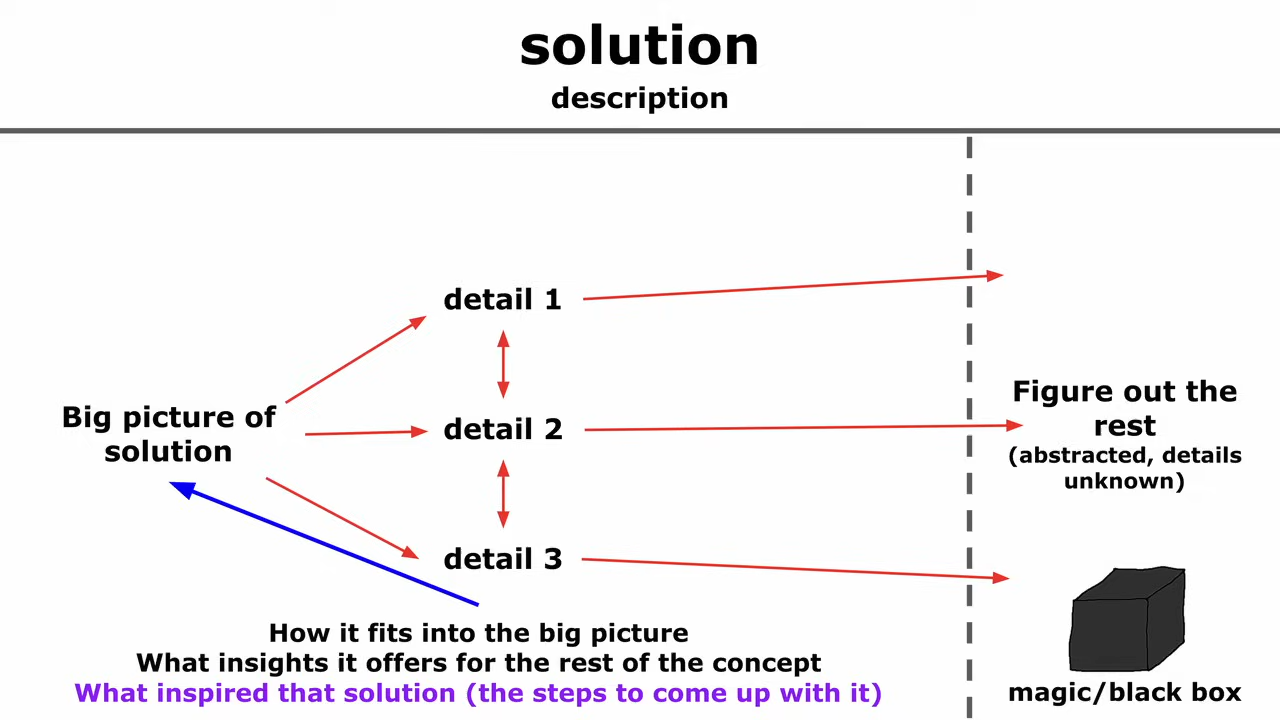 solution
description
detail 1
Big picture of
solution
detail 2
detail 3
How it fits into the big picture
What insights it offers for the rest of the concept
What inspired that solution (the steps to come up with it)
Figure out the
rest
(abstracted, details
unknown)
magic/black box